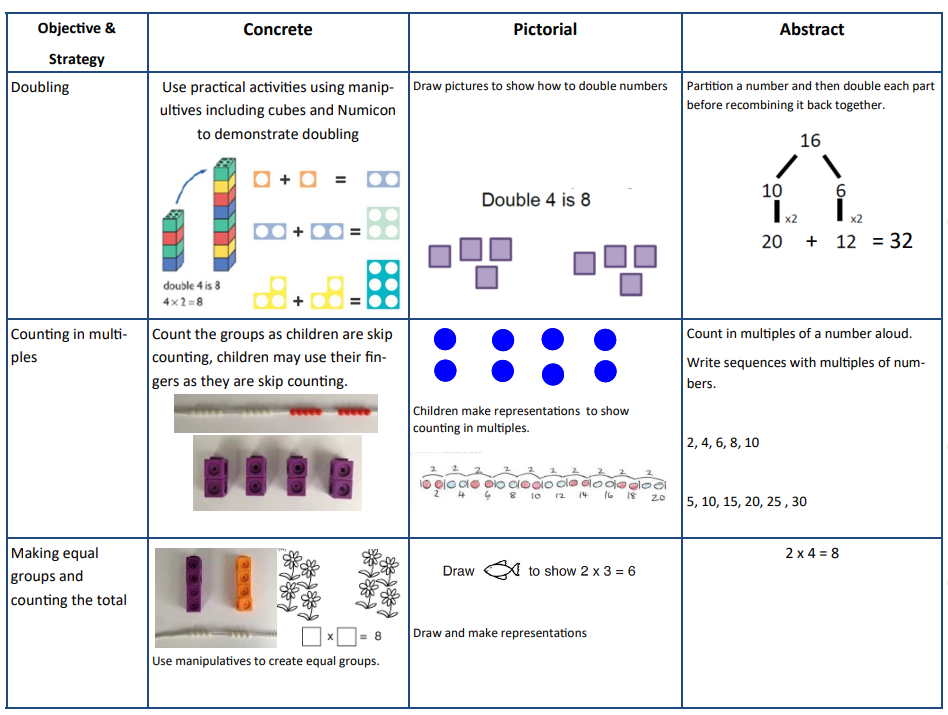 Objective &
Strategy
Concrete
Pictorial
Abstract
Doubling
Use practical activities using manip-
ultives including cubes and Numicon
to demonstrate doubling
+ =
+ =
+ =
double 4 is 8
4 × 2 = 8
Draw pictures to show how to double numbers
Double 4 is 8
Partition a number and then double each part
before recombining it back together.
16
10 6
x2 x2
20 + 12 = 32
Counting in multi-
ples
Count the groups as children are skip
counting, children may use their fin-
gers as they are skip counting.
Children make representations to show
counting in multiples.
2 2 2 2 2 2 2 2 2 2
2 4 6 8 10 12 14 16 18 20
Count in multiples of a number aloud.
Write sequences with multiples of num-
bers.
2, 4, 6, 8, 10
5, 10, 15, 20, 25 , 30
Making equal
groups and
counting the total
x = 8
Use manipulatives to create equal groups.
Draw to show 2 x 3 = 6
Draw and make representations
2 x 4 = 8